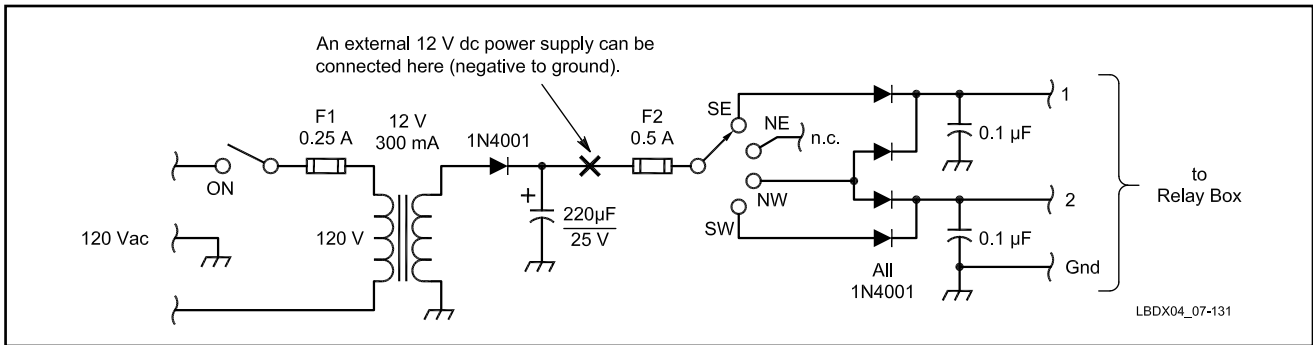 An external 12 V dc power supply can be
connected here (negative to ground).
F1
0.25 A
12 V
300 mA
1N4001
F2
0.5 A
SE
NE
n.c.
NW
SW
1
0.1 µF
2
0.1 µF
Gnd
to
Relay Box
ON
120 Vac
120 V
+
220µF
25 V
All
1N4001
LBDX04_07-131